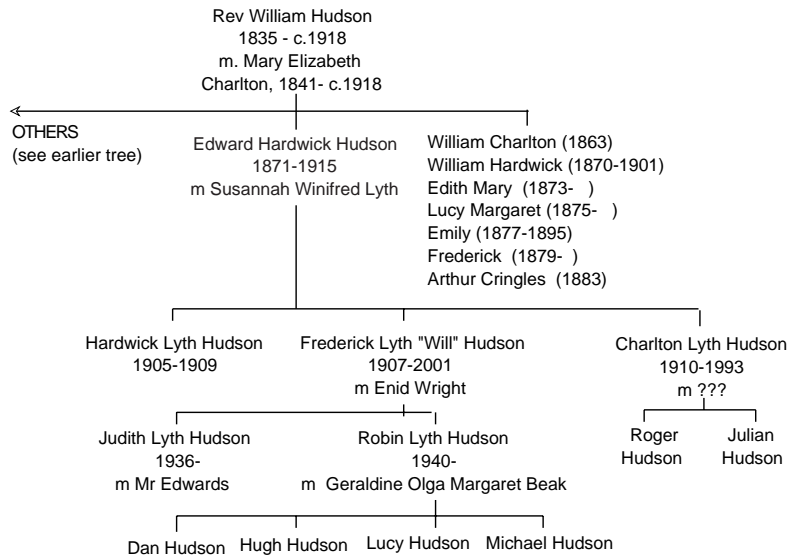 Rev William Hudson
1835 - c.1918
m. Mary Elizabeth
Charlton, 1841- c.1918
OTHERS
(see earlier tree)
Edward Hardwick Hudson
1871-1915
m Susannah Winifred Lyth
William Charlton (1863)
William Hardwick (1870-1901)
Edith Mary  (1873-   )
Lucy Margaret (1875-   )
Emily (1877-1895)
Frederick (1879-  )
Arthur Cringles  (1883)
Hardwick Lyth Hudson
1905-1909
Frederick Lyth "Will" Hudson
1907-2001
m Enid Wright
Charlton Lyth Hudson
1910-1993
m ???
Judith Lyth Hudson
1936-
m Mr Edwards
Robin Lyth Hudson
1940-
m  Geraldine Olga Margaret Beak
Roger
Hudson
Julian
Hudson
Dan Hudson
Hugh Hudson
Lucy Hudson
Michael Hudson